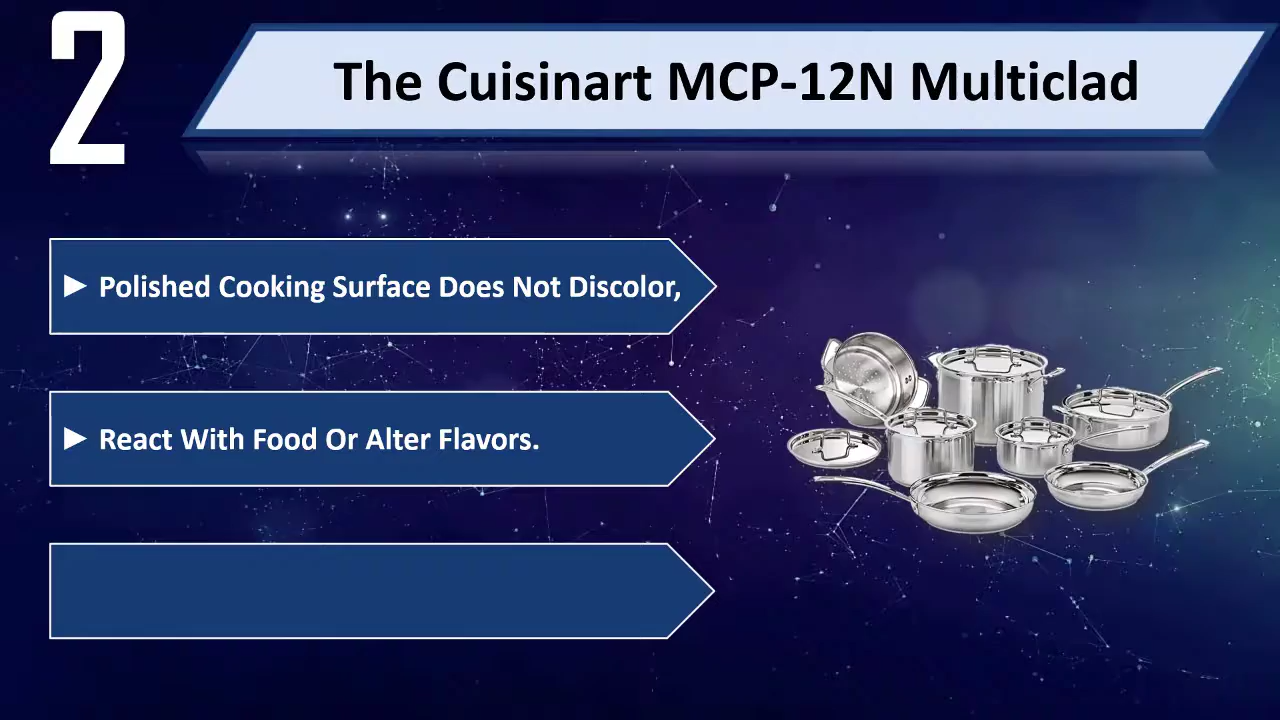 2
The Cuisinart MCP-12N Multiclad
► Polished Cooking Surface Does Not Discolor,
► React With Food Or Alter Flavors.